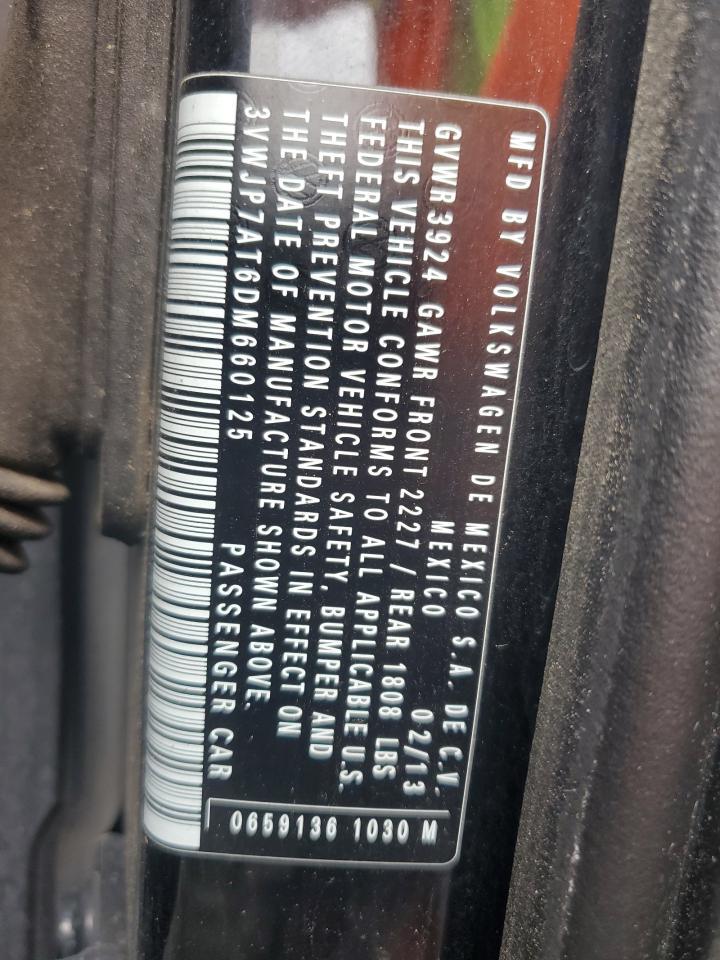 MFD BY VOLKSWAGEN DE MEXICO S.A. DE C.V.
MEXICO 02/13
GVWR 3924 GAWR FRONT 2227 / REAR 1808 LBS
THIS VEHICLE CONFORMS TO ALL APPLICABLE U.S.
FEDERAL MOTOR VEHICLE SAFETY, BUMPER AND
THEFT PREVENTION STANDARDS IN EFFECT ON
THE DATE OF MANUFACTURE SHOWN ABOVE.
3VWJP7AT6DM660125 PASSENGER CAR
0659136 1030 M